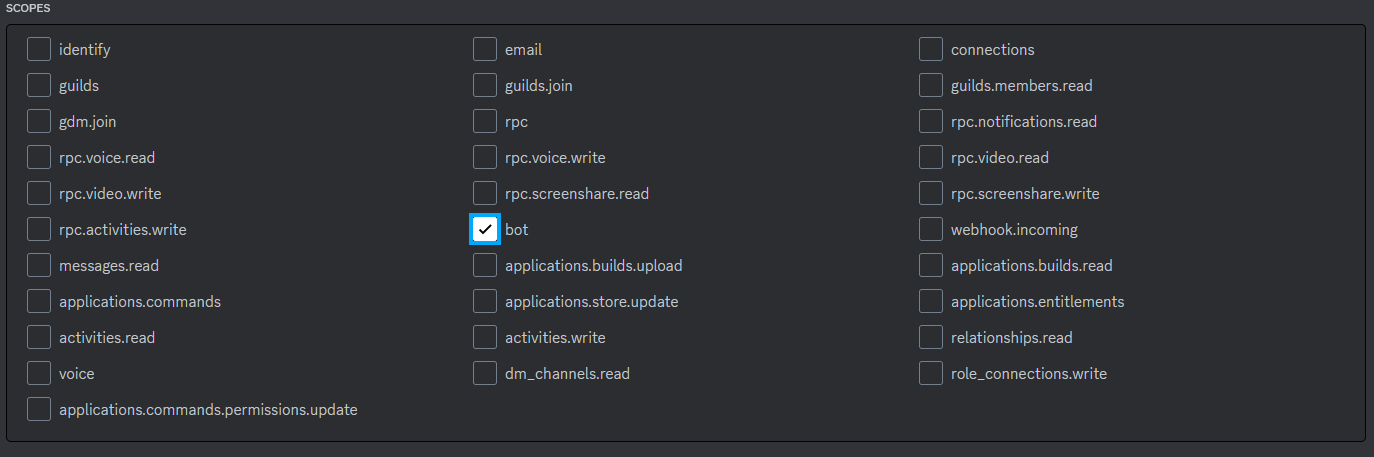 SCOPES
identify email connections
guilds guilds.join guilds.members.read
gdm.join rpc rpc.notifications.read
rpc.voice.read rpc.voice.write rpc.video.read
rpc.video.write rpc.screenshare.read rpc.screenshare.write
rpc.activities.write bot webhook.incoming
messages.read applications.builds.upload applications.builds.read
applications.commands applications.store.update applications.entitlements
activities.read activities.write relationships.read
voice dm_channels.read role_connections.write
applications.commands.permissions.update